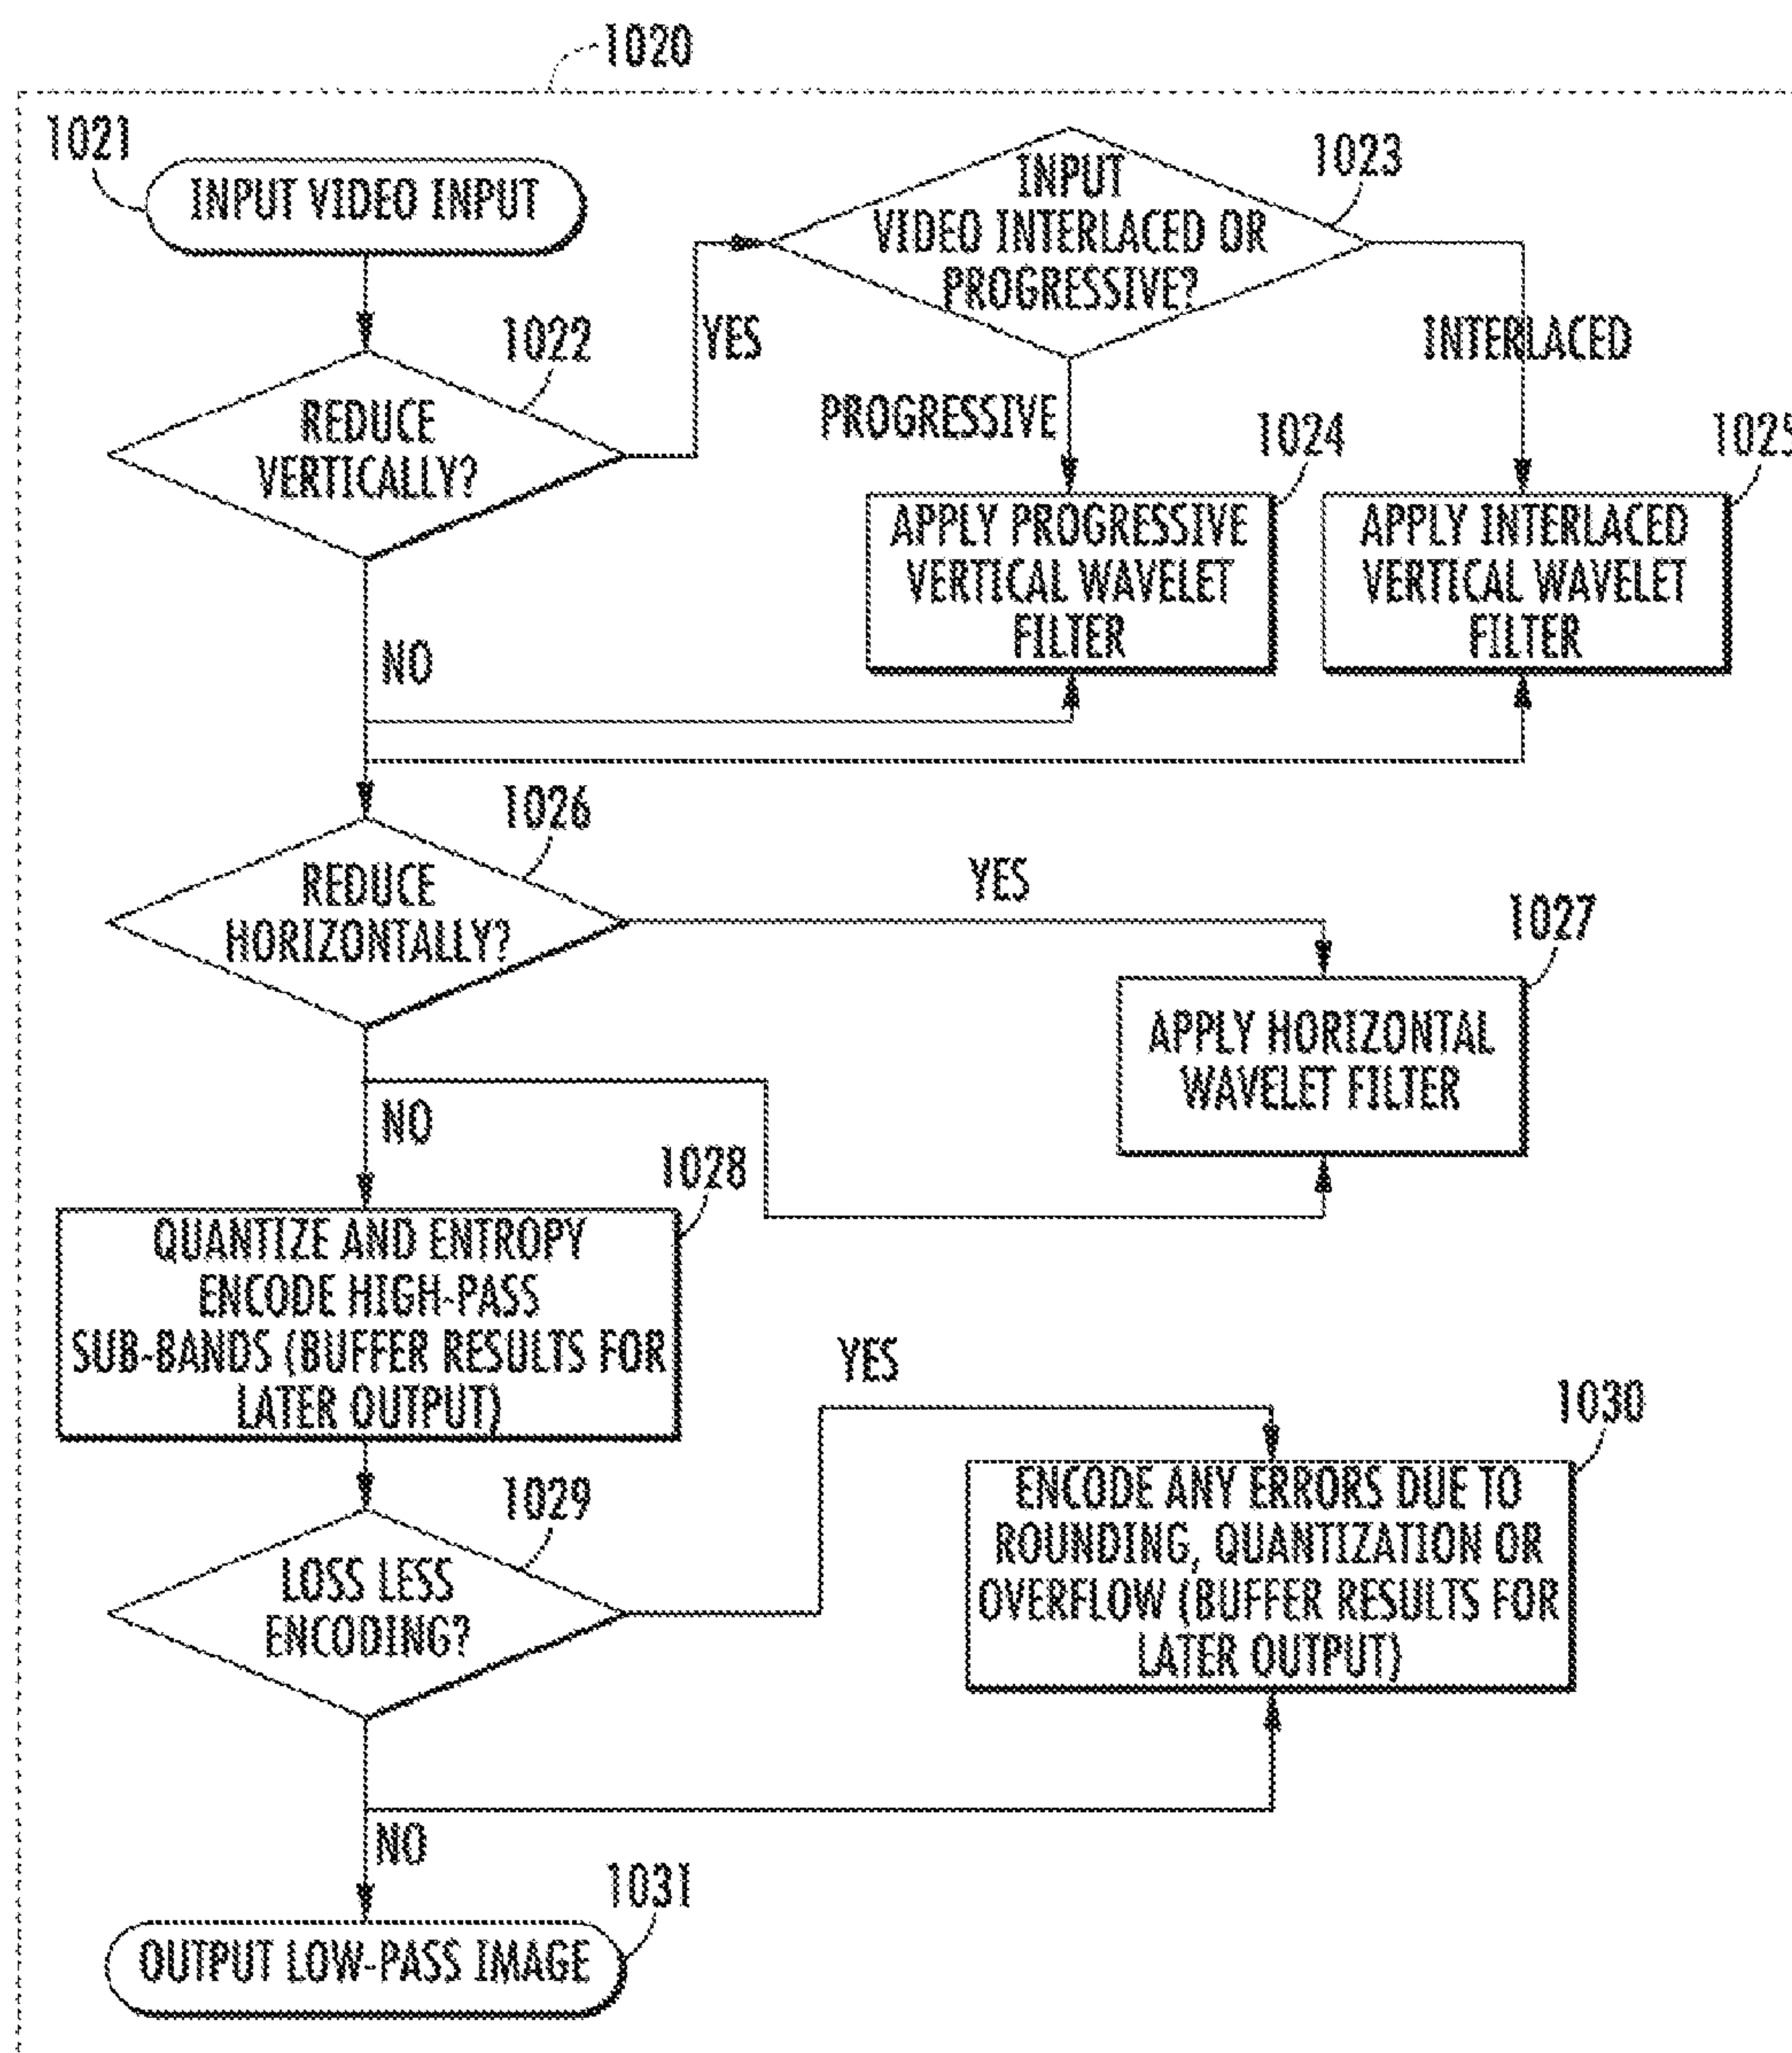 1020
1021
INPUT VIDEO INPUT
1022
REDUCE
VERTICALLY?
YES
NO
1023
INPUT
VIDEO INTERLACED OR
PROGRESSIVE?
PROGRESSIVE
INTERLACED
1024
APPLY PROGRESSIVE
VERTICAL WAVELET
FILTER
1025
APPLY INTERLACED
VERTICAL WAVELET
FILTER
1026
REDUCE
HORIZONTALLY?
YES
NO
1027
APPLY HORIZONTAL
WAVELET FILTER
1028
QUANTIZE AND ENTROPY
ENCODE HIGH-PASS
SUB-BANDS (BUFFER RESULTS FOR
LATER OUTPUT)
1029
LOSS LESS
ENCODING?
YES
NO
1030
ENCODE ANY ERRORS DUE TO
ROUNDING, QUANTIZATION OR
OVERFLOW (BUFFER RESULTS FOR
LATER OUTPUT)
1031
OUTPUT LOW-PASS IMAGE